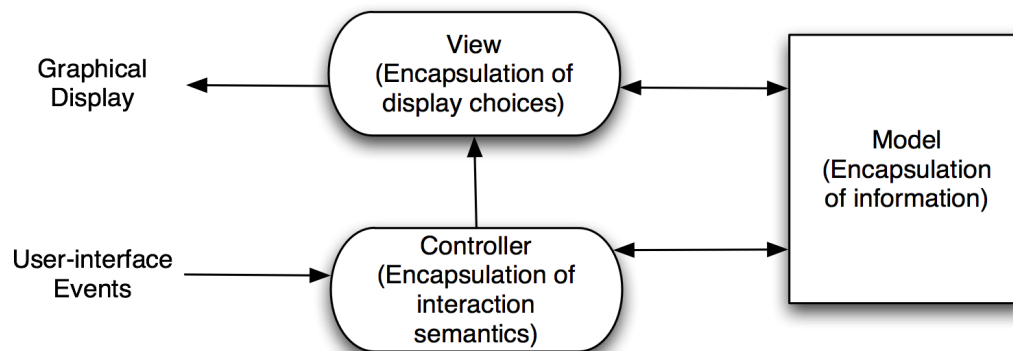 View
(Encapsulation of
display choices)
Graphical
Display
Model
(Encapsulation
of information)
Controller
(Encapsulation of
interaction
semantics)
User-interface
Events